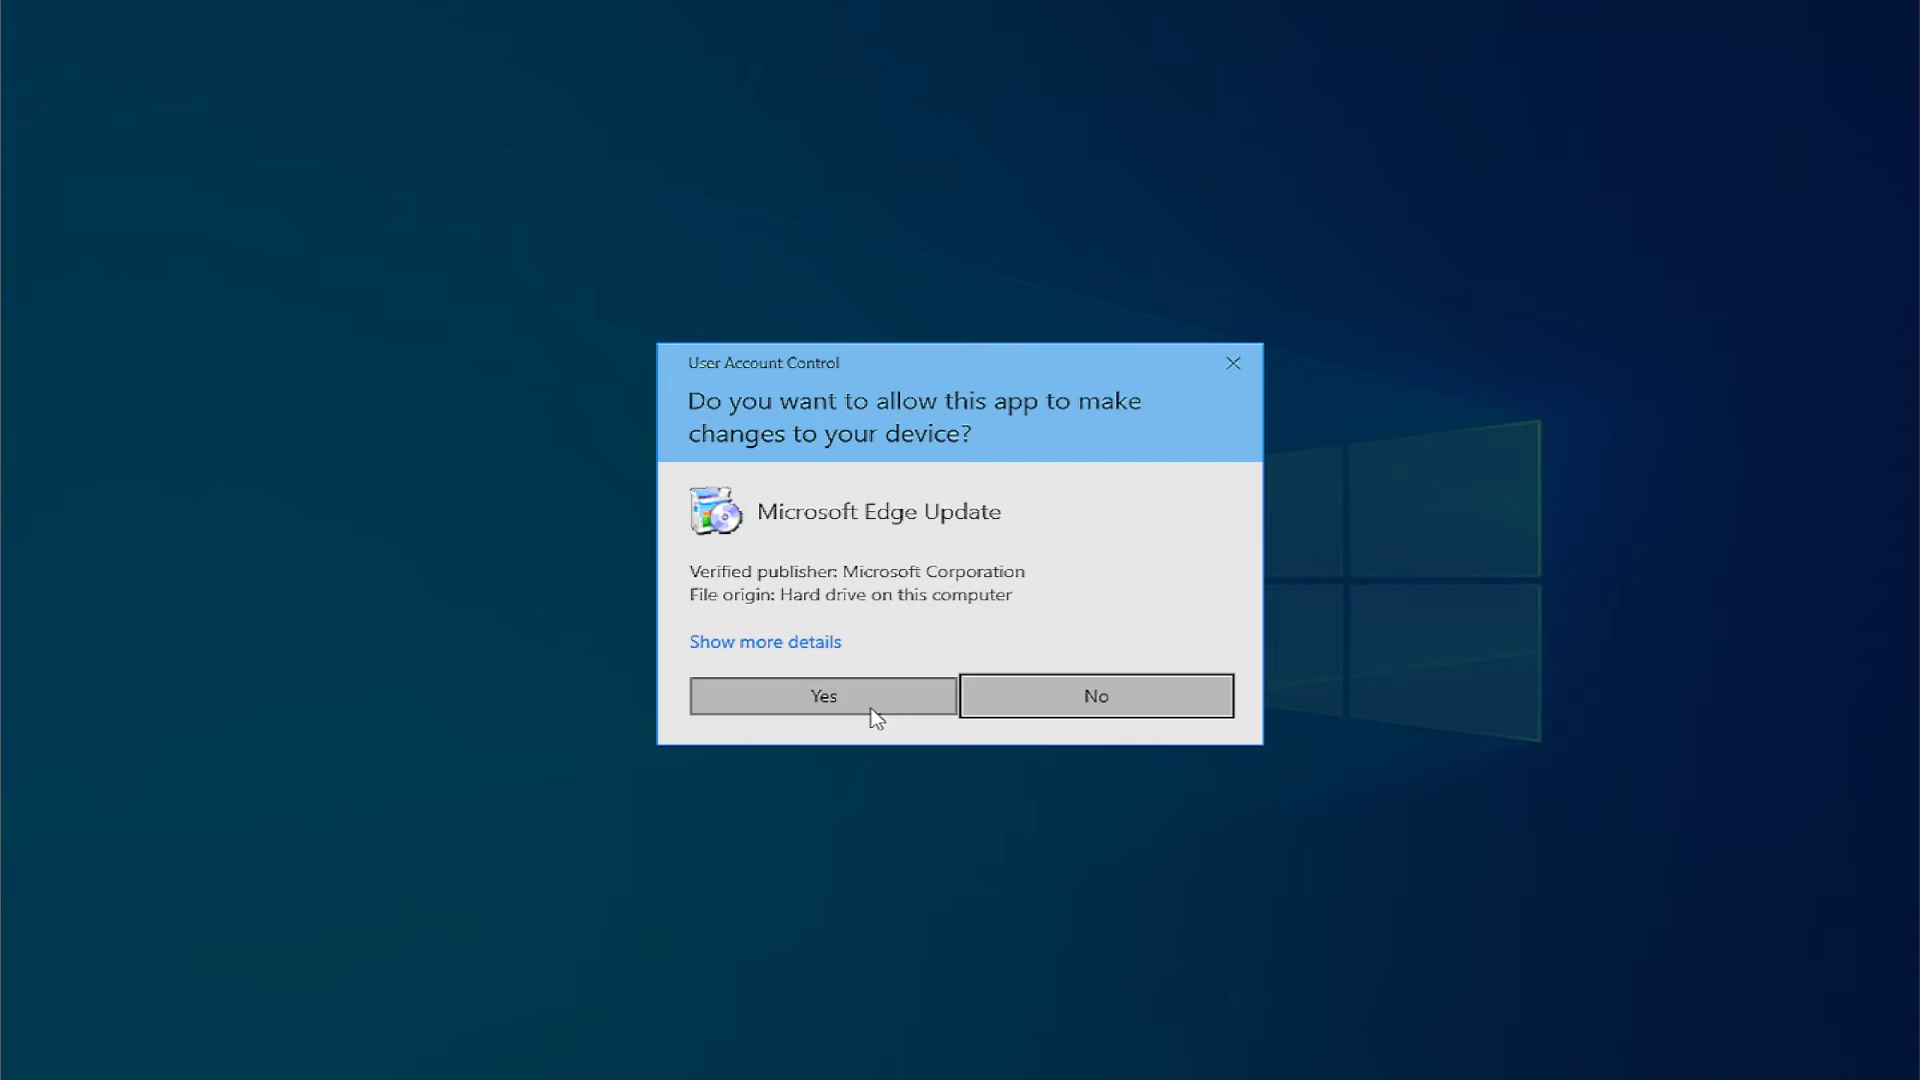 User Account Control
Do you want to allow this app to make
changes to your device?
Microsoft Edge Update
Verified publisher: Microsoft Corporation
File origin: Hard drive on this computer
Show more details
Yes
No